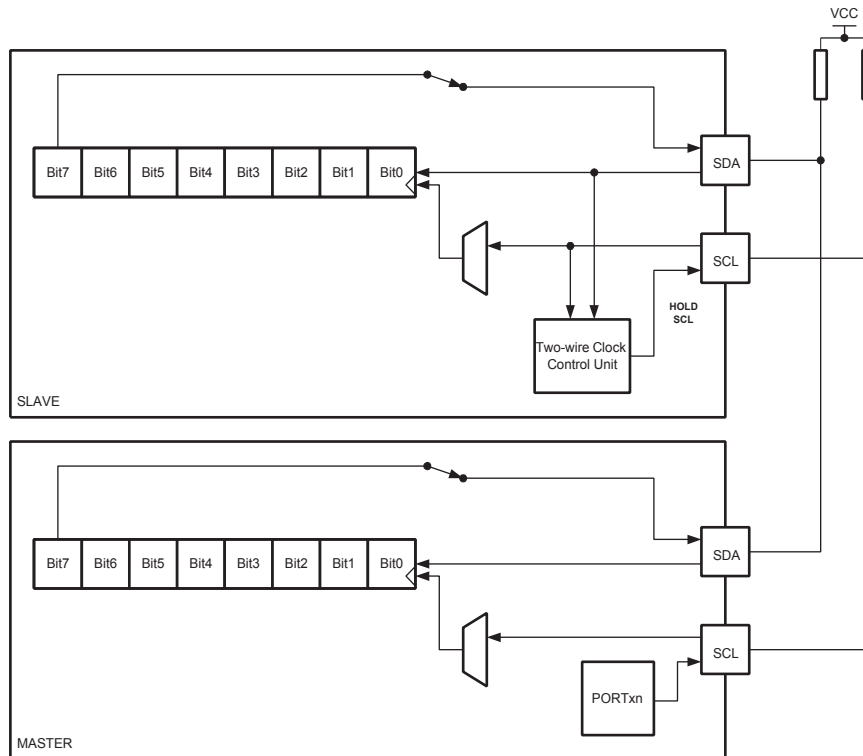 VCC
Bit7 Bit6 Bit5 Bit4 Bit3 Bit2 Bit1 Bit0
SDA
SCL
HOLD
SCL
Two-wire Clock
Control Unit
SLAVE
Bit7 Bit6 Bit5 Bit4 Bit3 Bit2 Bit1 Bit0
SDA
SCL
PORTxn
MASTER